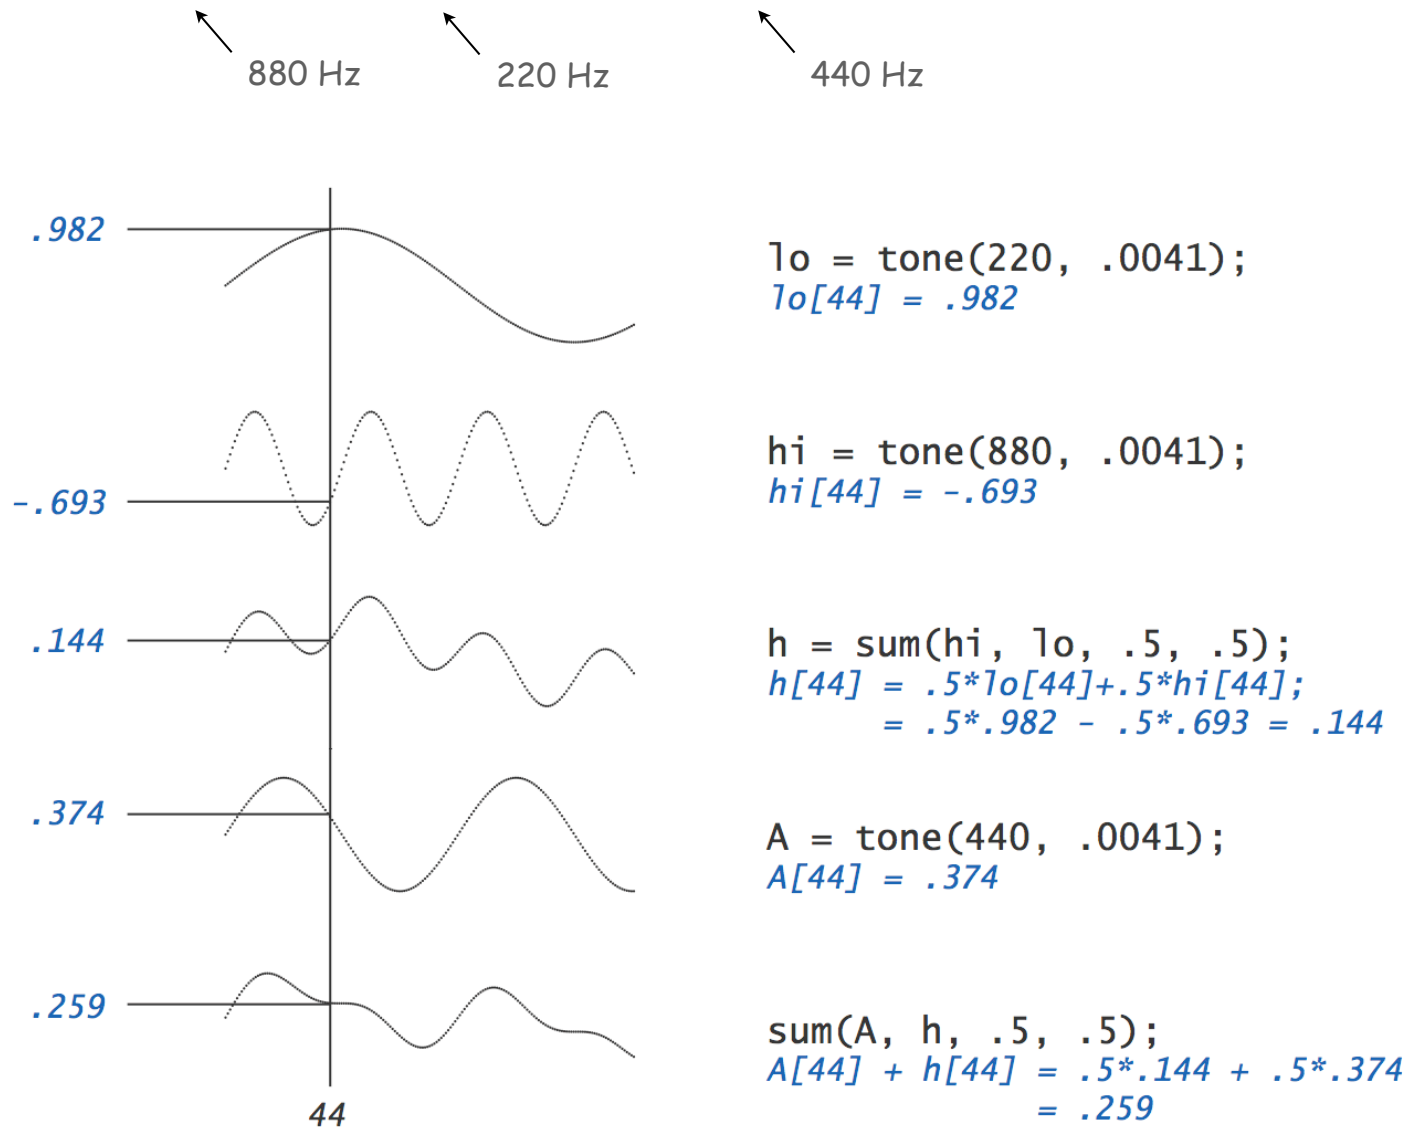 880 Hz
220 Hz
440 Hz
.982
lo = tone(220, .0041);
lo[44] = .982
-.693
hi = tone(880, .0041);
hi[44] = -.693
.144
h = sum(hi, lo, .5, .5);
h[44] = .5*lo[44]+.5*hi[44];
= .5*.982 - .5*.693 = .144
.374
A = tone(440, .0041);
A[44] = .374
.259
sum(A, h, .5, .5);
A[44] + h[44] = .5*.144 + .5*.374
= .259
44